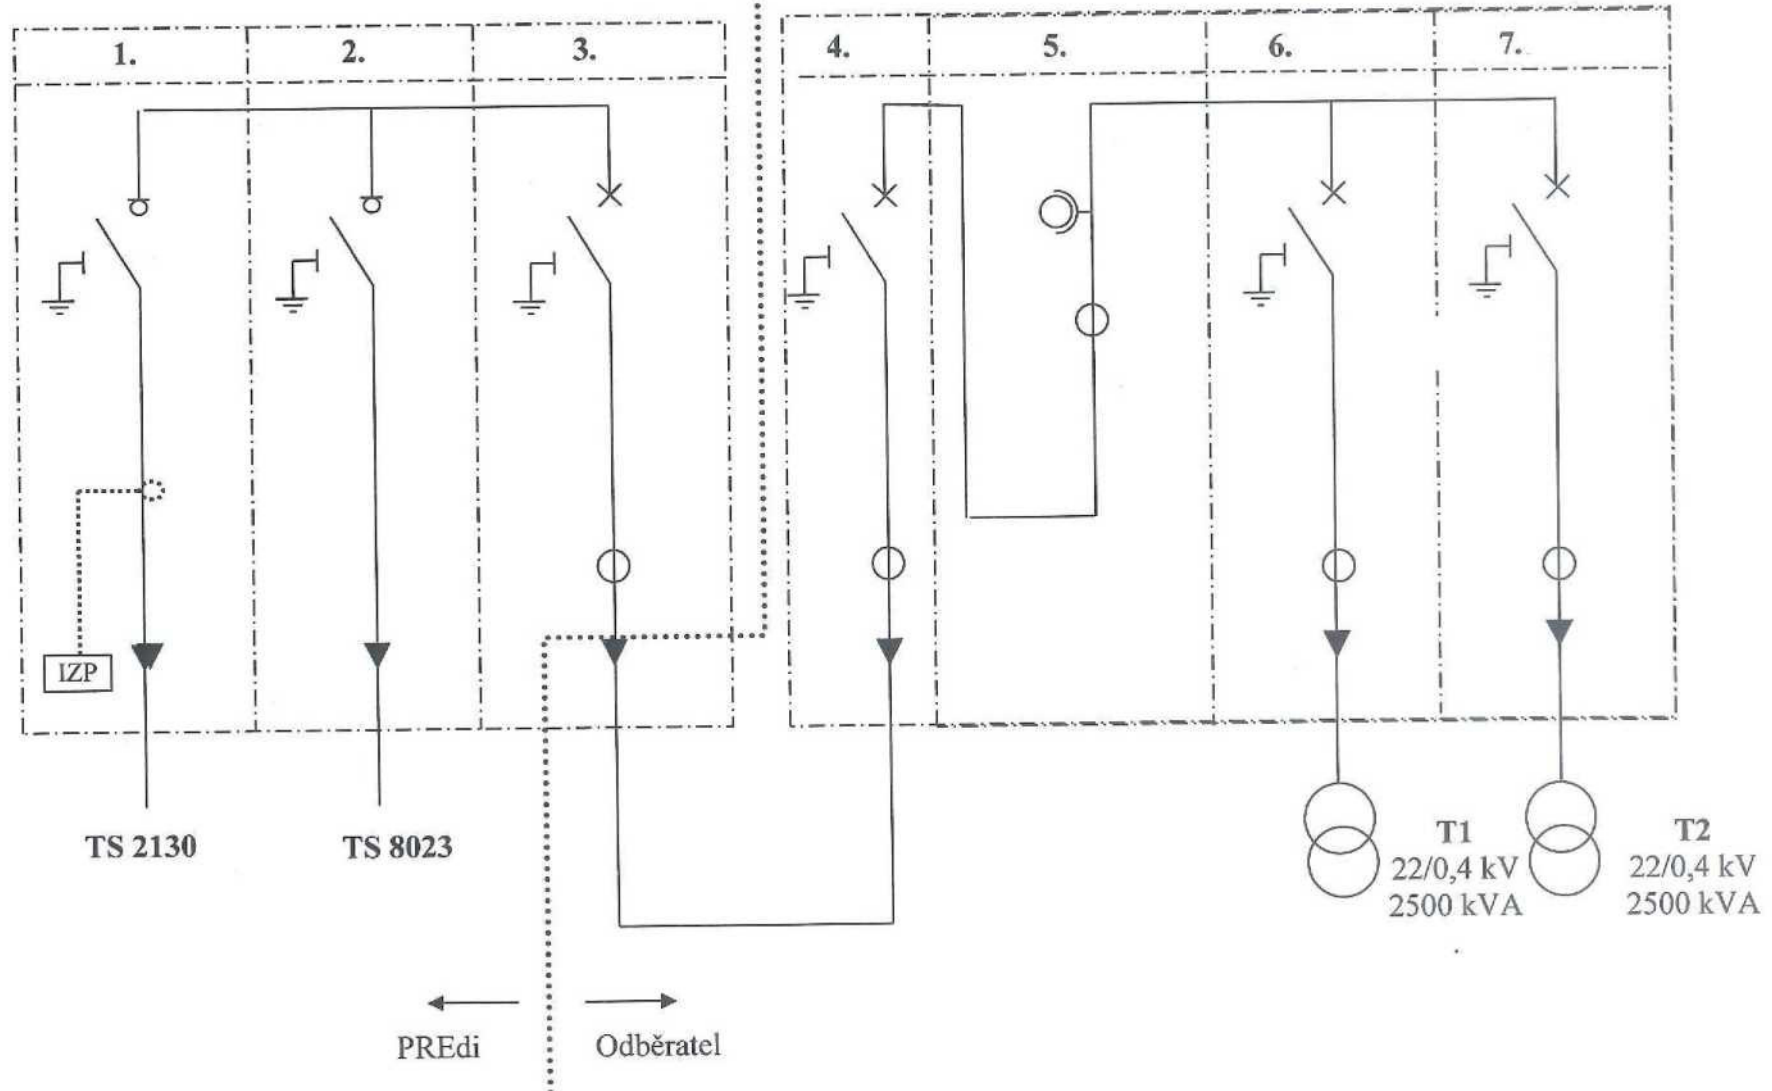 1. 2. 3. 4. 5. 6. 7.
IZP
TS 2130
TS 8023
T1
22/0,4 kV
2500 kVA
T2
22/0,4 kV
2500 kVA
PREdi
Odběratel